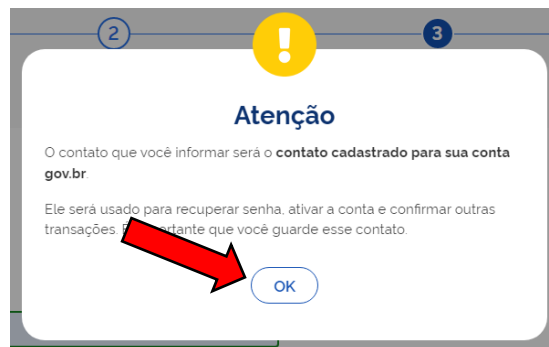 2
3
!
Atenção
O contato que você informar será o contato cadastrado para sua conta
gov.br.
Ele será usado para recuperar senha, ativar a conta e confirmar outras
transações. que você guarde esse contato.
OK